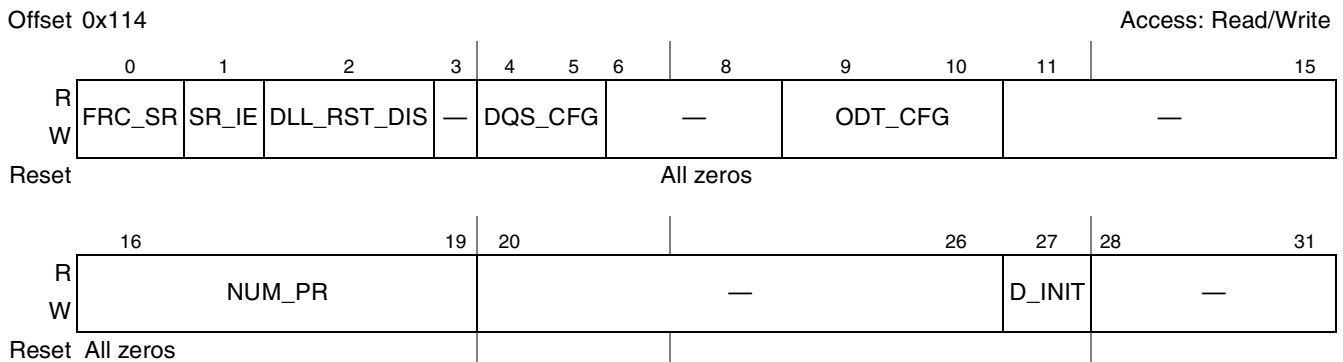 Offset 0x114 Access: Read/Write
0 1 2 3 4 5 6 8 9 10 11 15
R
FRC_SR SR_IE DLL_RST_DIS — DQS_CFG — ODT_CFG —
W
Reset All zeros
16 19 20 26 27 28 31
R
NUM_PR — D_INIT —
W
Reset All zeros